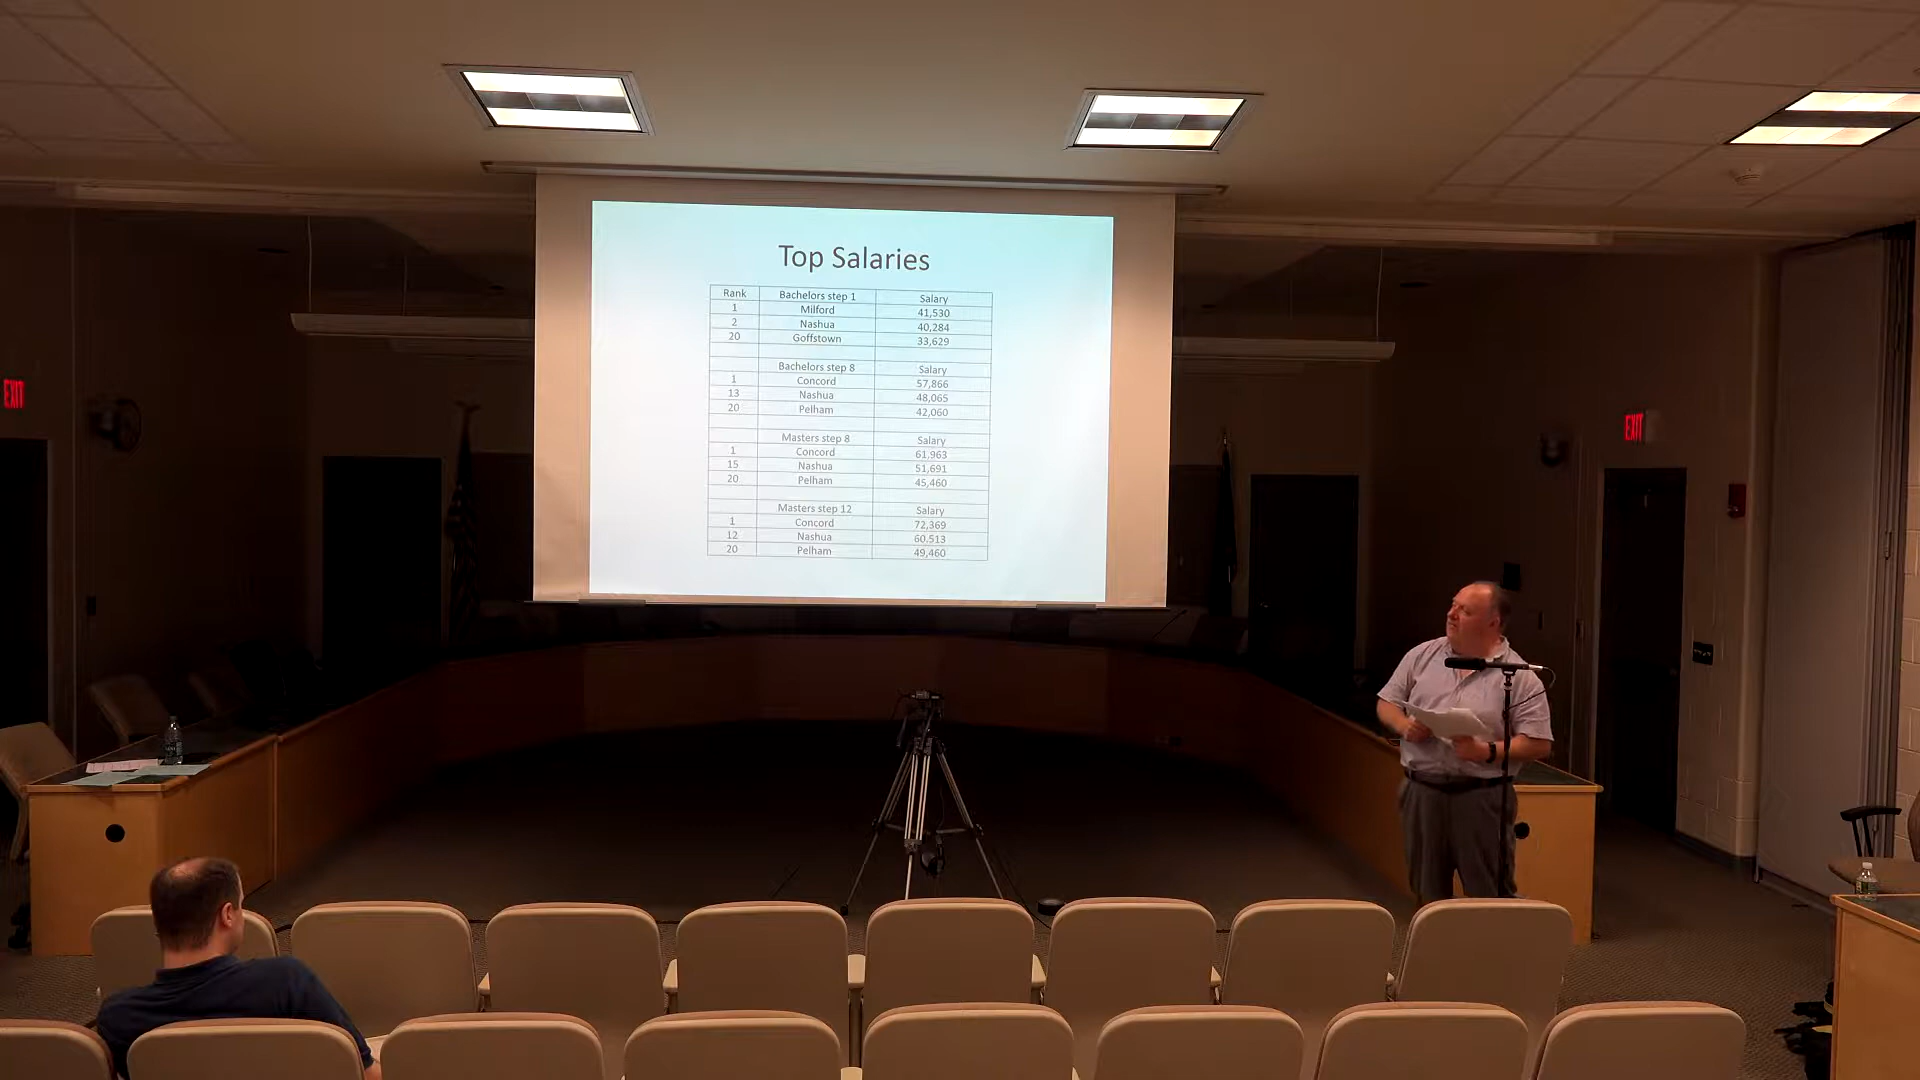 Top Salaries
Rank Bachelors step 1 Salary
1 Milford 41,530
2 Nashua 40,284
20 Goffstown 33,629
Bachelors step 8 Salary
1 Concord 57,866
13 Nashua 48,065
20 Pelham 42,060
Masters step 8 Salary
1 Concord 61,963
15 Nashua 51,691
20 Pelham 45,460
Masters step 12 Salary
1 Concord 72,369
12 Nashua 60.513
20 Pelham 49,460
EXIT
EXIT